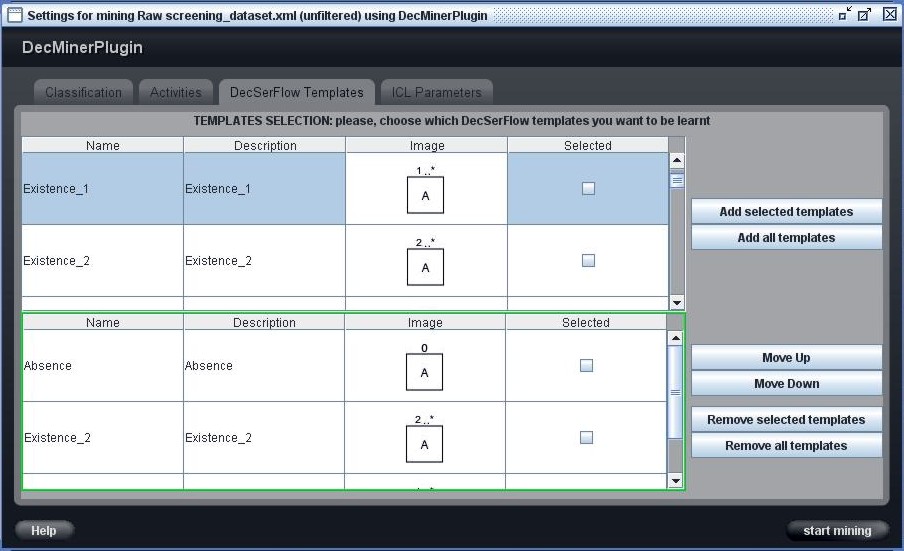 Settings for mining Raw screening_dataset.xml (unfiltered) using DecMinerPlugin
DecMinerPlugin
Classification Activities DecSerFlow Templates ICL Parameters
TEMPLATES SELECTION: please, choose which DecSerFlow templates you want to be learnt
Name Description Image Selected
1..*
Existence_1 Existence_1 A
2..*
Existence_2 Existence_2 A
Add selected templates
Add all templates
Name Description Image Selected
0
Absence Absence A
2..*
Existence_2 Existence_2 A
Move Up
Move Down
Remove selected templates
Remove all templates
Help start mining